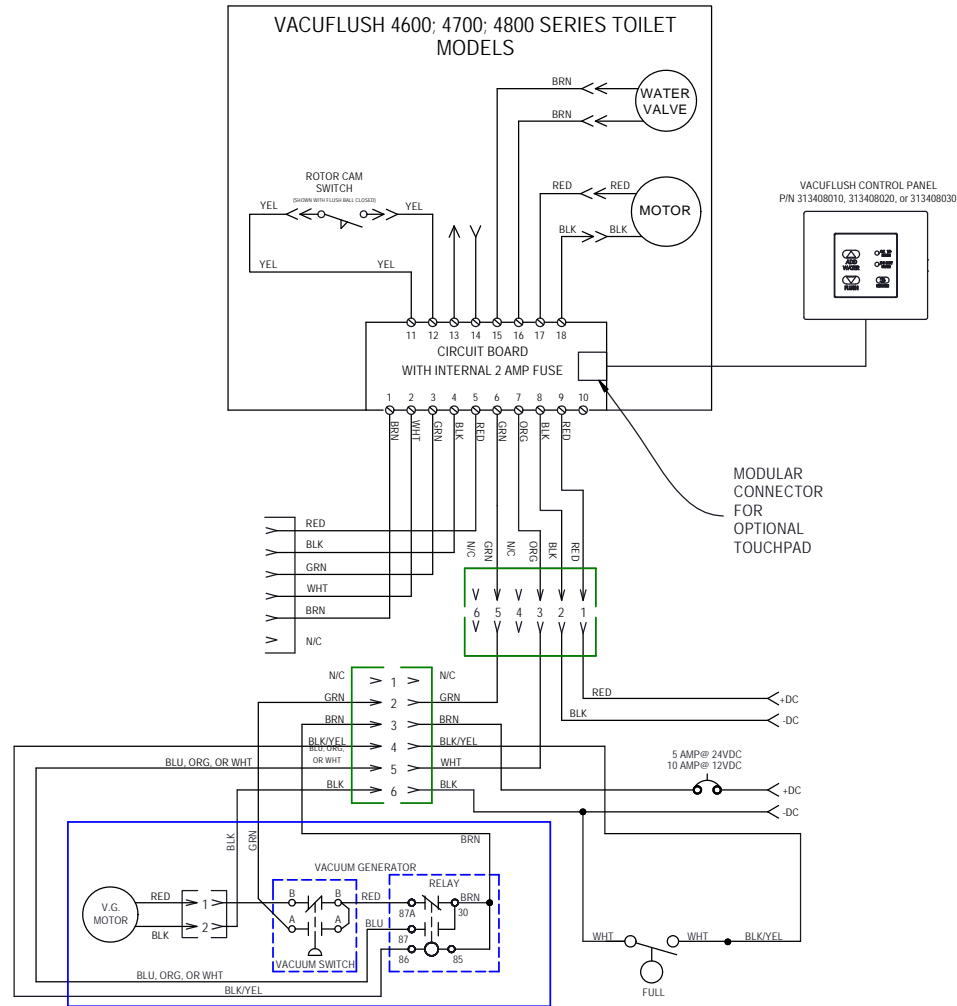 VACUFLUSH 4600; 4700; 4800 SERIES TOILET
MODELS
BRN
WATER
VALVE
BRN
ROTOR CAM
SWITCH
(SHOWN WITH FLUSH BALL CLOSED)
YEL
YEL
RED
RED
MOTOR
BLK
BLK
YEL
YEL
VACUFLUSH CONTROL PANEL
P/N 313408010, 313408020, or 313408030
ADD
WATER
FLUSH
11 12 13 14 15 16 17 18
CIRCUIT BOARD
WITH INTERNAL 2 AMP FUSE
1 2 3 4 5 6 7 8 9 10
BRN WHT GRN BLK RED GRN ORG BLK RED
MODULAR
CONNECTOR
FOR
OPTIONAL
TOUCHPAD
RED
BLK
GRN
WHT
BRN
N/C
N/C GRN N/C ORG BLK RED
6 5 4 3 2 1
N/C 1 N/C
GRN 2 GRN
BRN 3 BRN
BLK/YEL 4 BLK/YEL
BLU, ORG,
OR WHT
BLU, ORG, OR WHT 5 WHT
BLK 6 BLK
RED
+DC
BLK
-DC
5 AMP@ 24VDC
10 AMP@ 12VDC
+DC
-DC
BLK
GRN
BRN
VACUUM GENERATOR
RELAY
V.G.
MOTOR
RED
1
B B
RED
87A
BRN
30
BLK
2
A A
BLU
87
86 85
VACUUM SWITCH
BLU, ORG, OR WHT
BLK/YEL
WHT
WHT
BLK/YEL
FULL